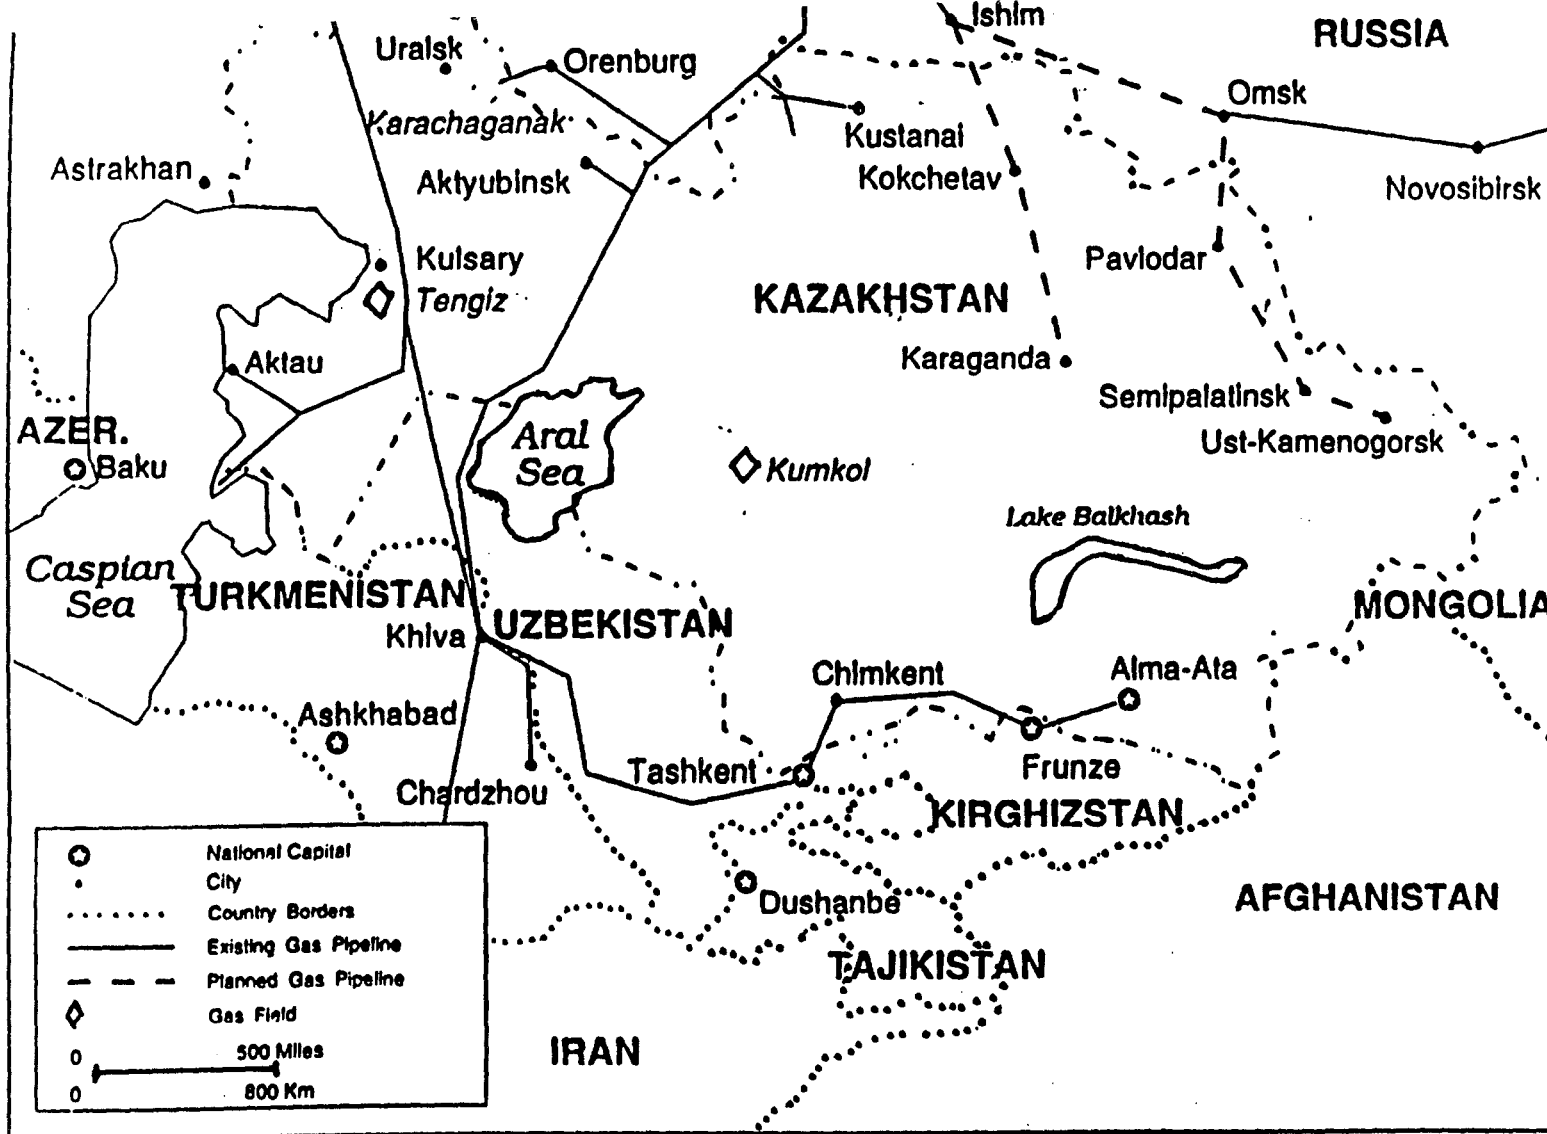 Ishim
RUSSIA
Uralsk
Orenburg
Omsk
Karachaganak
Kustanai
Astrakhan
Aktyubinsk
Kokchetav
Novosibirsk
Kulsary
Pavlodar
Tengiz
KAZAKHSTAN
Aktau
Karaganda
Semipalatinsk
AZER.
Aral
Sea
Ust-Kamenogorsk
Baku
Kumkol
Lake Balkhash
Caspian
Sea
TURKMENISTAN
MONGOLIA
UZBEKISTAN
Khiva
Chimkent
Alma-Ata
Ashkhabad
Tashkent
Frunze
Chardzhou
KIRGHIZSTAN
Dushanbe
AFGHANISTAN
TAJIKISTAN
IRAN
National Capital
City
Country Borders
Existing Gas Pipeline
Planned Gas Pipeline
Gas Field
0 500 Miles
0 800 Km